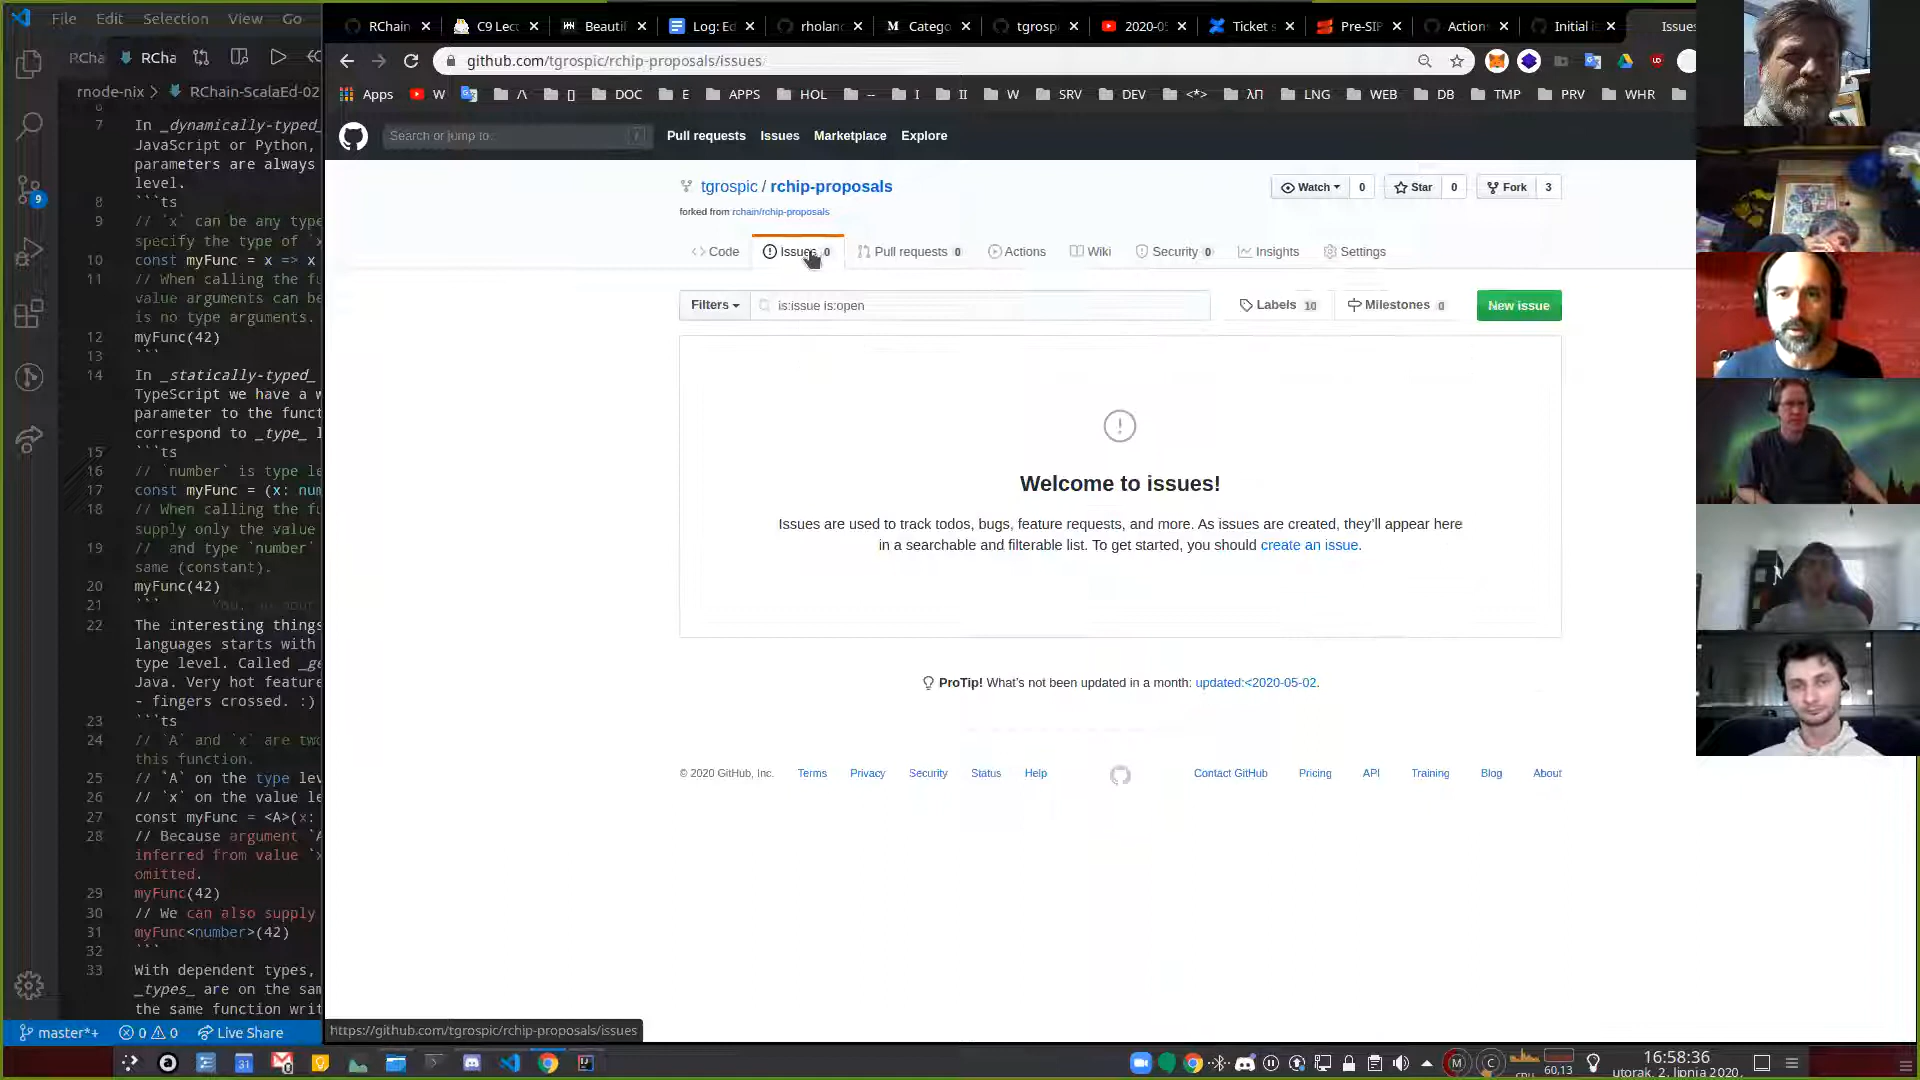 File Edit Selection View Go
RCha RCha
rnode-nix > RChain-ScalaEd-02
6
7 In _dynamically-typed_
JavaScript or Python,
parameters are always
level.
8 ```ts
9 // `x` can be any type
specify the type of `x
10 const myFunc = x => x
11 // When calling the fu
value arguments can be
is no type arguments.
12 myFunc(42)
13 ```
14 In _statically-typed_
TypeScript we have a w
parameter to the funct
correspond to _type_ l
15 ```ts
16 // `number` is type le
17 const myFunc = (x: num
18 // When calling the fu
supply only the value
19 // and type `number`
same (constant).
20 myFunc(42)
21 ```
22 The interesting things
languages starts with
type level. Called _ge
Java. Very hot feature
- fingers crossed. :)
23 ```ts
24 // `A` and `x` are two
this function.
25 // `A` on the type lev
26 // `x` on the value le
27 const myFunc = <A>(x:
28 // Because argument `A
inferred from value `x
omitted.
29 myFunc(42)
30 // We can also supply
31 myFunc<number>(42)
32 ```
33 With dependent types,
_types_ are on the sam
the same function writ
9
master*+ 0 0 Live Share
RChain C9 Lect Beautif Log: Ed rholan Catego tgrosp 2020-05 Ticket s Pre-SIP Action Initial i Issues
github.com/tgrospic/rchip-proposals/issues
Apps W /\ [] DOC E APPS HOL -- I II W SRV DEV <*> λΠ LNG WEB DB TMP PRV WHR
Search or jump to… / Pull requests Issues Marketplace Explore
tgrospic / rchip-proposals
forked from rchain/rchip-proposals
Watch 0 Star 0 Fork 3
Code Issues 0 Pull requests 0 Actions Wiki Security 0 Insights Settings
Filters is:issue is:open Labels 10 Milestones 0 New issue
Welcome to issues!
Issues are used to track todos, bugs, feature requests, and more. As issues are created, they’ll appear here
in a searchable and filterable list. To get started, you should create an issue.
ProTip! What’s not been updated in a month: updated:<2020-05-02.
© 2020 GitHub, Inc. Terms Privacy Security Status Help Contact GitHub Pricing API Training Blog About
https://github.com/tgrospic/rchip-proposals/issues
60,13
16:58:36
utorak, 2. lipnja 2020.